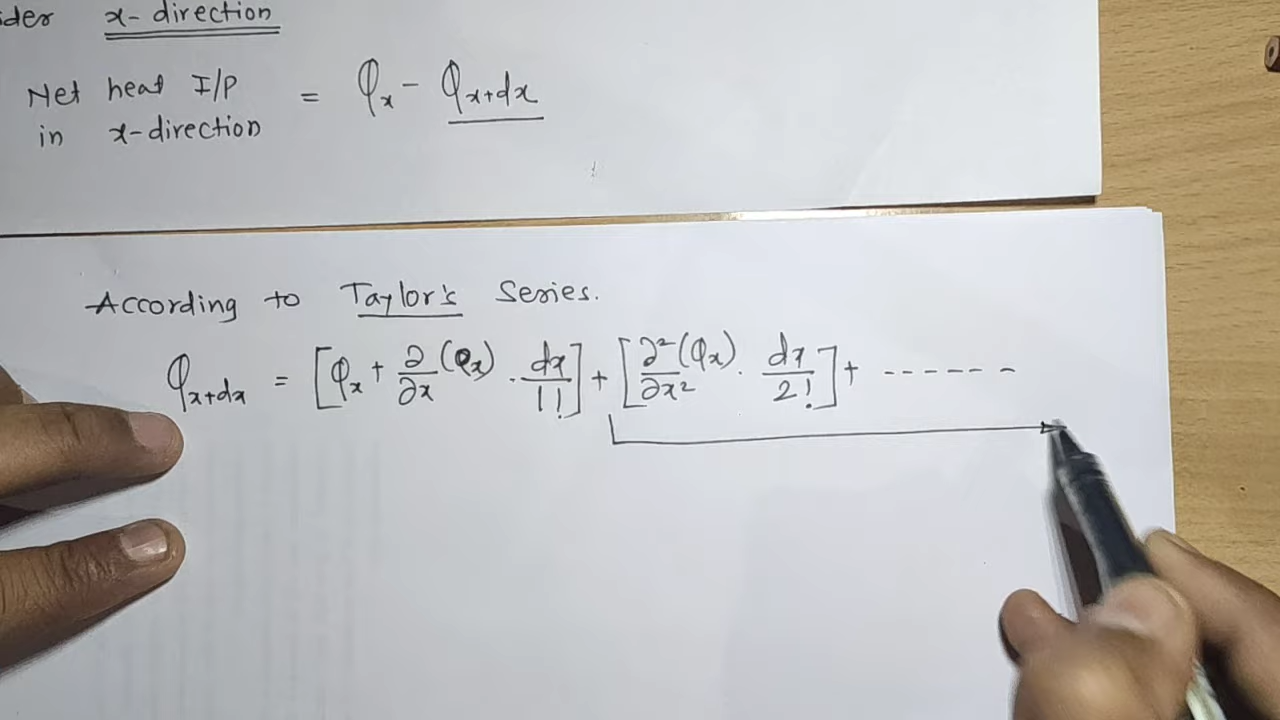 x-direction
Net heat I/P
in x-direction = Qx - Qx+dx
According to Taylor's Series.
Qx+dx = [Qx + ∂/∂x (Qx) . dx/1!] + [∂²(Qx)/∂x² . dx/2!] + ------